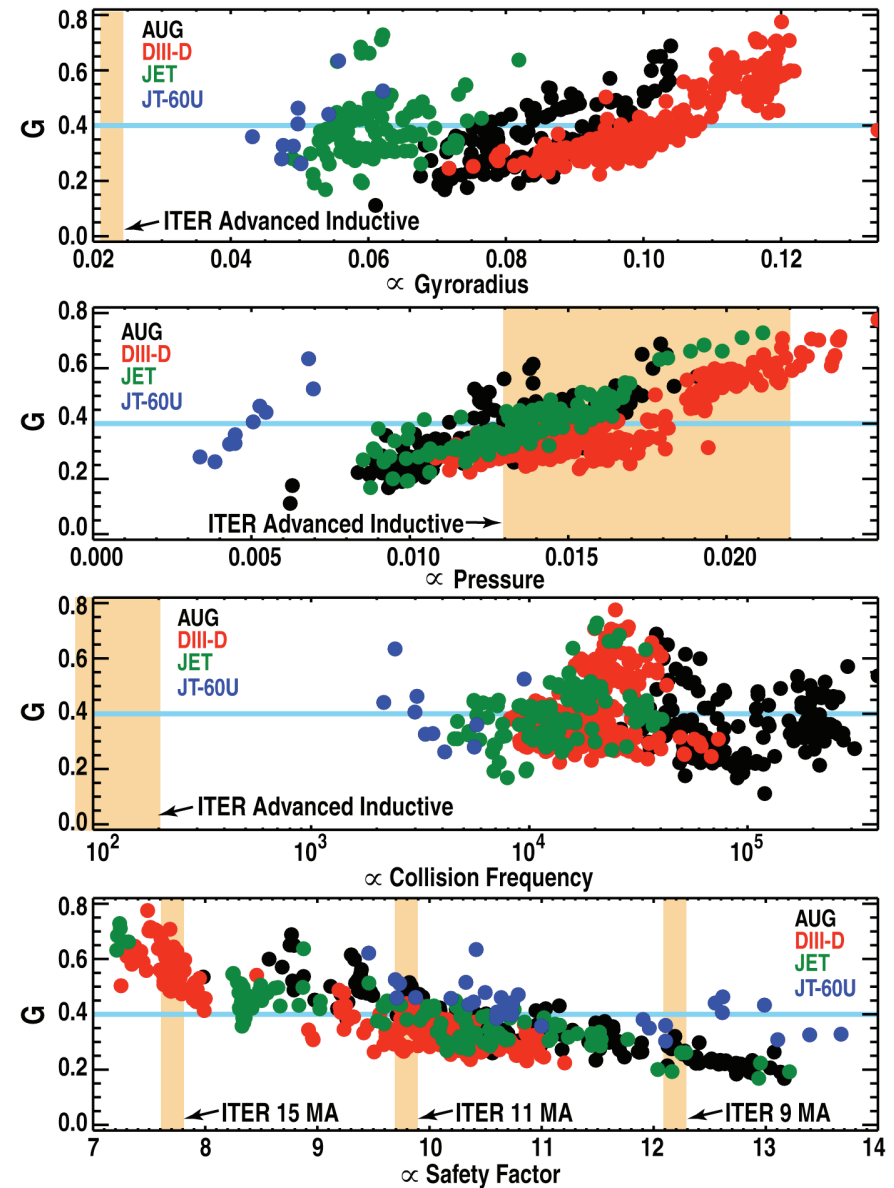 0.8
AUG
DIII-D
JET
JT-60U
0.6
G
0.4
0.2
ITER Advanced Inductive
0.0
0.02 0.04 0.06 0.08 0.10 0.12
∝ Gyroradius
0.8
AUG
DIII-D
JET
JT-60U
0.6
G
0.4
0.2
ITER Advanced Inductive
0.0
0.000 0.005 0.010 0.015 0.020
∝ Pressure
0.8
AUG
DIII-D
JET
JT-60U
0.6
G
0.4
0.2
ITER Advanced Inductive
0.0
10² 10³ 10⁴ 10⁵
∝ Collision Frequency
0.8
AUG
DIII-D
JET
JT-60U
0.6
G
0.4
0.2
ITER 15 MA ITER 11 MA ITER 9 MA
0.0
7 8 9 10 11 12 13 14
∝ Safety Factor